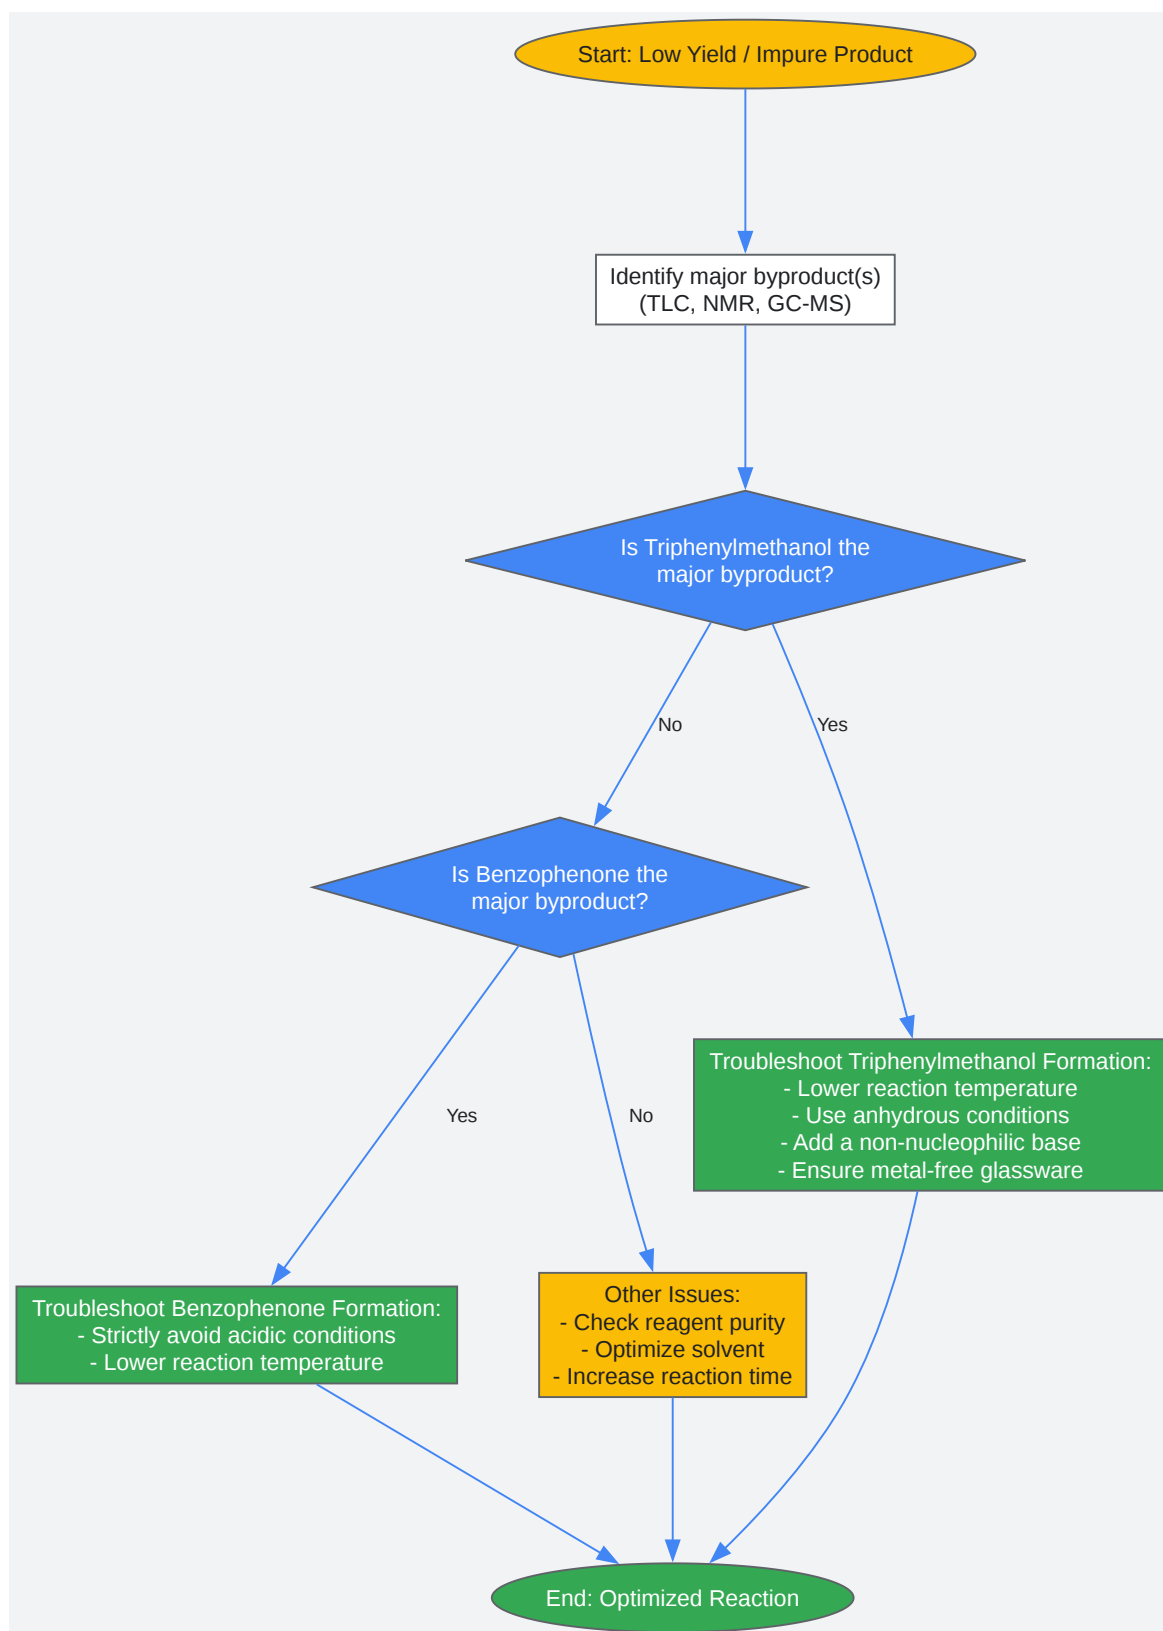 Start: Low Yield / Impure Product
Identify major byproduct(s)
(TLC, NMR, GC-MS)
Is Triphenylmethanol the
major byproduct?
No
Yes
Is Benzophenone the
major byproduct?
Troubleshoot Triphenylmethanol Formation:
- Lower reaction temperature
- Use anhydrous conditions
- Add a non-nucleophilic base
- Ensure metal-free glassware
Yes
No
Troubleshoot Benzophenone Formation:
- Strictly avoid acidic conditions
- Lower reaction temperature
Other Issues:
- Check reagent purity
- Optimize solvent
- Increase reaction time
End: Optimized Reaction